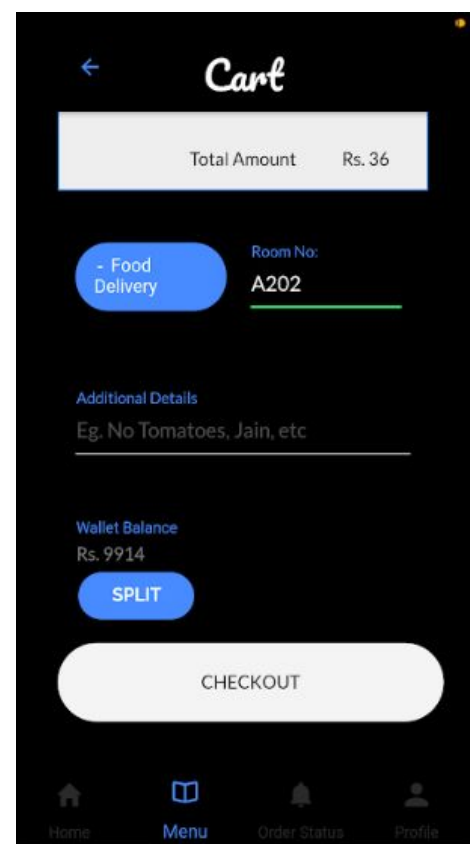 Cart
Total Amount Rs. 36
- Food
Delivery
Room No:
A202
Additional Details
Eg. No Tomatoes, Jain, etc
Wallet Balance
Rs. 9914
SPLIT
CHECKOUT
Home Menu Order Status Profile